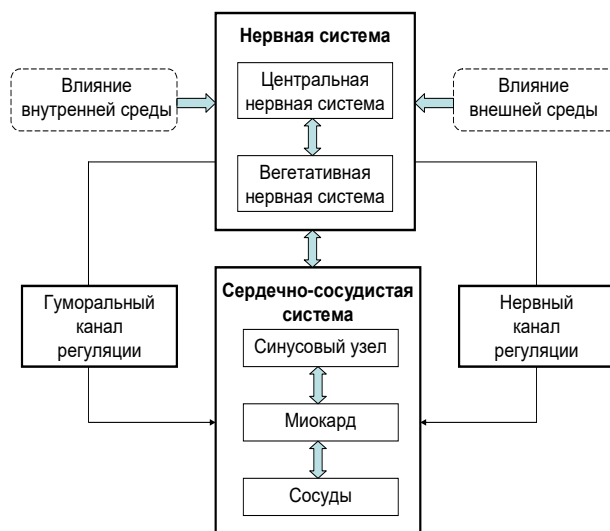 Нервная система
Влияние
внутренней среды
Центральная
нервная система
Влияние
внешней среды
Вегетативная
нервная система
Гуморальный
канал
регуляции
Сердечно-сосудистая
система
Нервный
канал
регуляции
Синусовый узел
Миокард
Сосуды